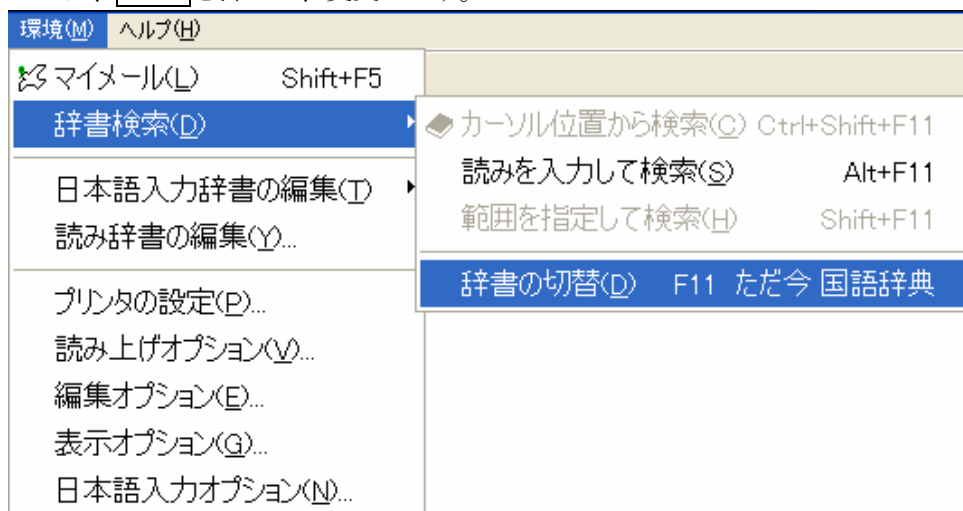 環境(M) ヘルプ(H)
マイメール(L) Shift+F5
辞書検索(D)
カーソル位置から検索(C) Ctrl+Shift+F11
読みを入力して検索(S) Alt+F11
範囲を指定して検索(H) Shift+F11
辞書の切替(D) F11 ただ今 国語辞典
日本語入力辞書の編集(T)
読み辞書の編集(Y)...
プリンタの設定(P)...
読み上げオプション(V)...
編集オプション(E)...
表示オプション(G)...
日本語入力オプション(N)...